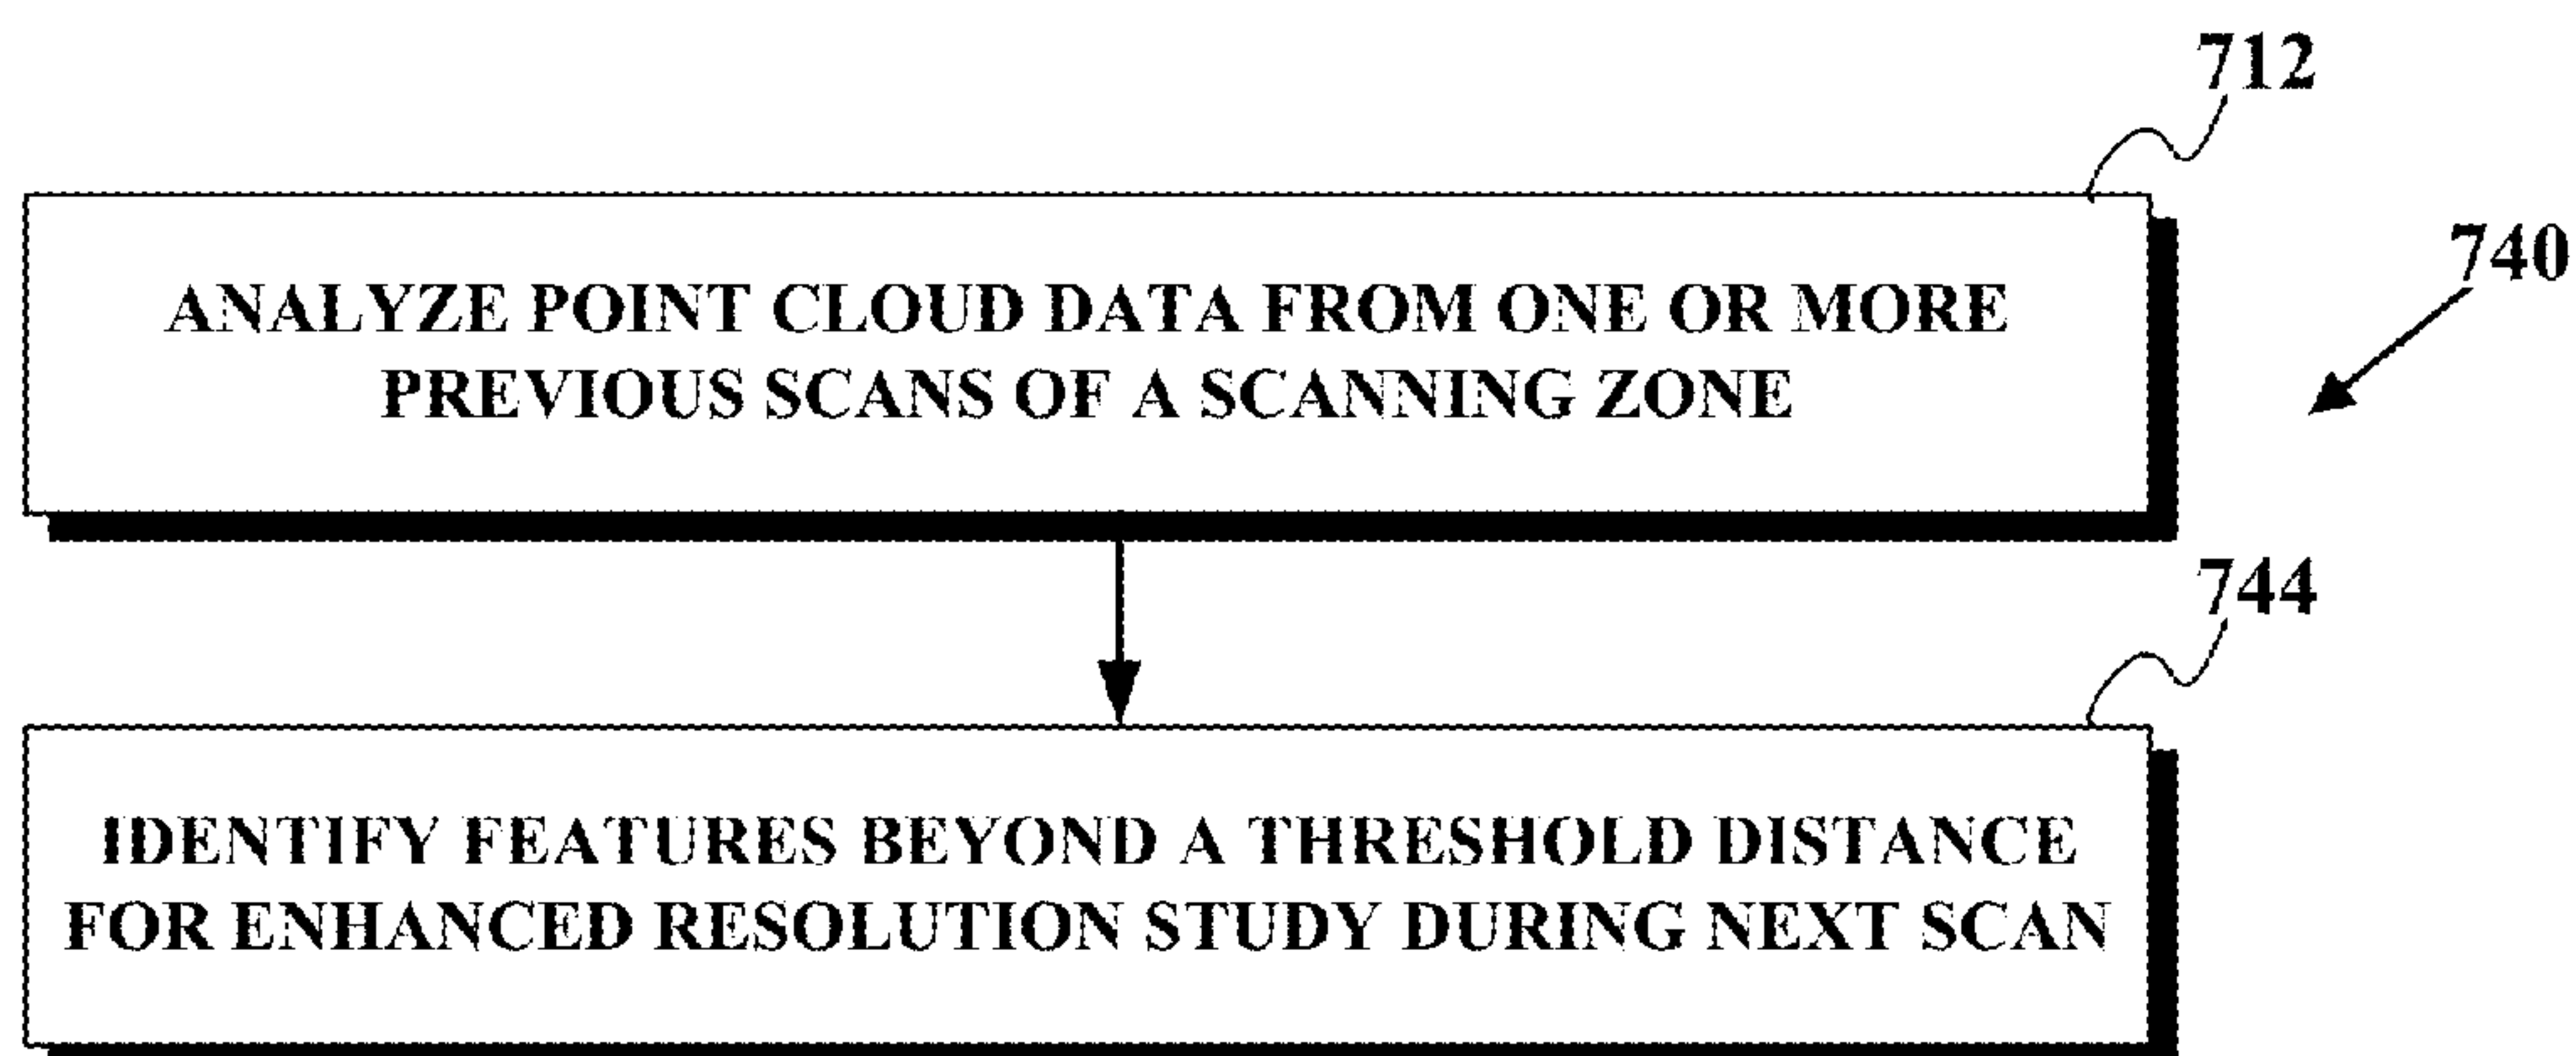 712
740
ANALYZE POINT CLOUD DATA FROM ONE OR MORE
PREVIOUS SCANS OF A SCANNING ZONE
744
IDENTIFY FEATURES BEYOND A THRESHOLD DISTANCE
FOR ENHANCED RESOLUTION STUDY DURING NEXT SCAN